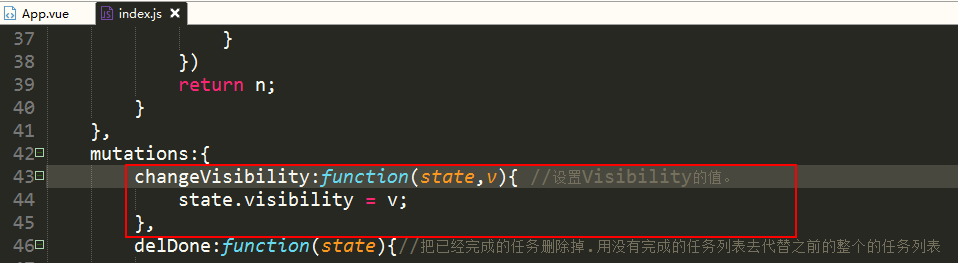 App.vue index.js
37 }
38 })
39 return n;
40 }
41 },
42 mutations:{
43 changeVisibility:function(state,v){ //设置Visibility的值。
44 state.visibility = v;
45 },
46 delDone:function(state){//把已经完成的任务删除掔.用没有完成的任务列表去代替之前的整个的任务列表